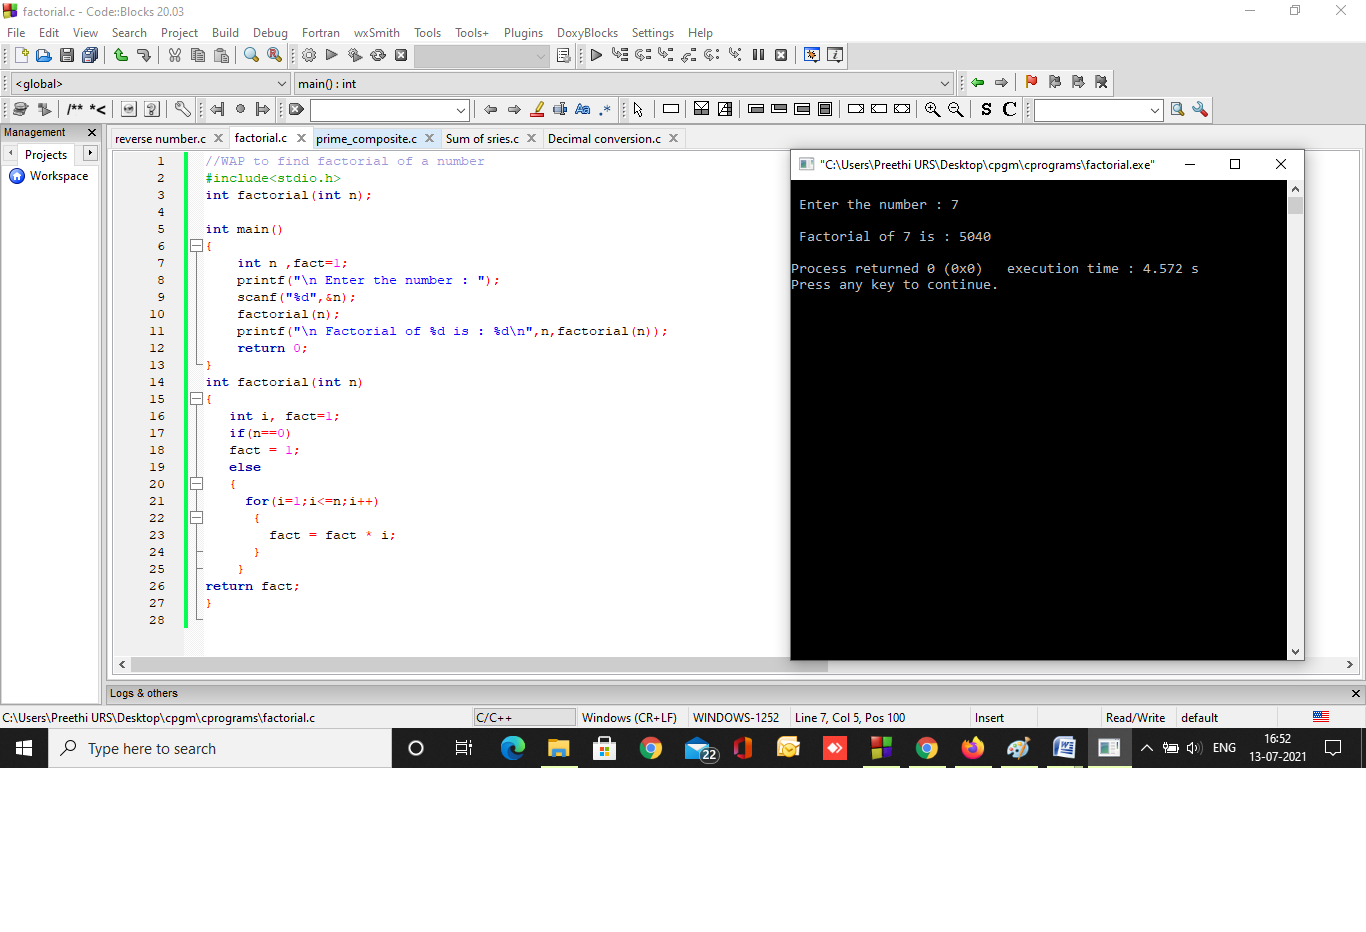 factorial.c - Code::Blocks 20.03
File Edit View Search Project Build Debug Fortran wxSmith Tools Tools+ Plugins DoxyBlocks Settings Help
<global> main() : int
/** *< Aa .* S C
Management
reverse number.c factorial.c prime_composite.c Sum of sries.c Decimal conversion.c
Projects
Workspace
1 //WAP to find factorial of a number
2 #include<stdio.h>
3 int factorial(int n);
4
5 int main()
6 {
7 int n ,fact=1;
8 printf("\n Enter the number : ");
9 scanf("%d",&n);
10 factorial(n);
11 printf("\n Factorial of %d is : %d\n",n,factorial(n));
12 return 0;
13 }
14 int factorial(int n)
15 {
16 int i, fact=1;
17 if(n==0)
18 fact = 1;
19 else
20 {
21 for(i=1;i<=n;i++)
22 {
23 fact = fact * i;
24 }
25 }
26 return fact;
27 }
28
"C:\Users\Preethi URS\Desktop\cpgm\cprograms\factorial.exe"
Enter the number : 7
Factorial of 7 is : 5040
Process returned 0 (0x0) execution time : 4.572 s
Press any key to continue.
Logs & others
C:\Users\Preethi URS\Desktop\cpgm\cprograms\factorial.c C/C++ Windows (CR+LF) WINDOWS-1252 Line 7, Col 5, Pos 100 Insert Read/Write default
Type here to search 22 ENG 16:52
13-07-2021